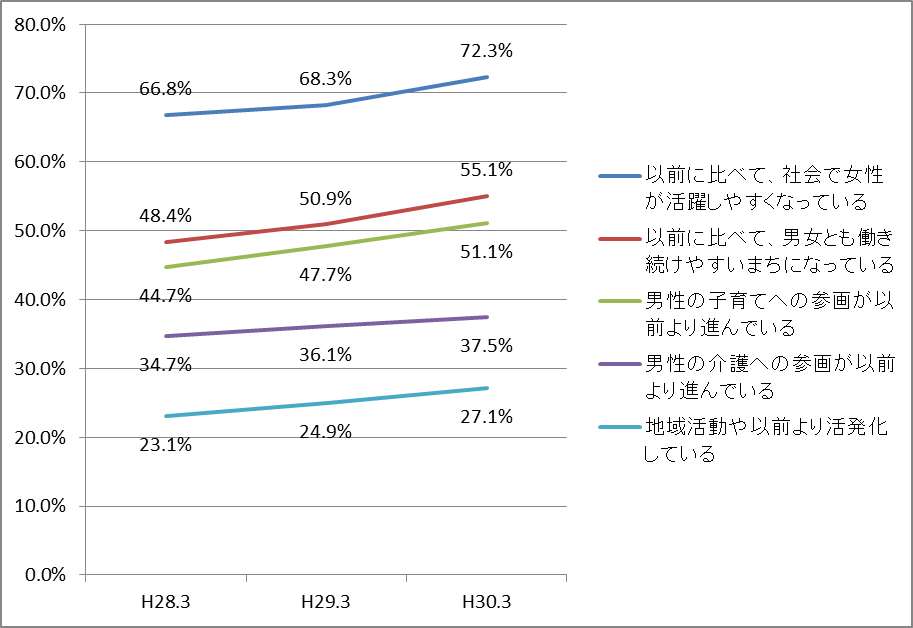 80.0%
70.0%
60.0%
50.0%
40.0%
30.0%
20.0%
10.0%
0.0%
66.8%
68.3%
72.3%
48.4%
50.9%
55.1%
44.7%
47.7%
51.1%
34.7%
36.1%
37.5%
23.1%
24.9%
27.1%
H28.3
H29.3
H30.3
以前に比べて、社会で女性
が活躍しやすくなっている
以前に比べて、男女とも働き
続けやすいまちになっている
男性の子育てへの参画が以
前より進んでいる
男性の介護への参画が以前
より進んでいる
地域活動や以前より活発化
している